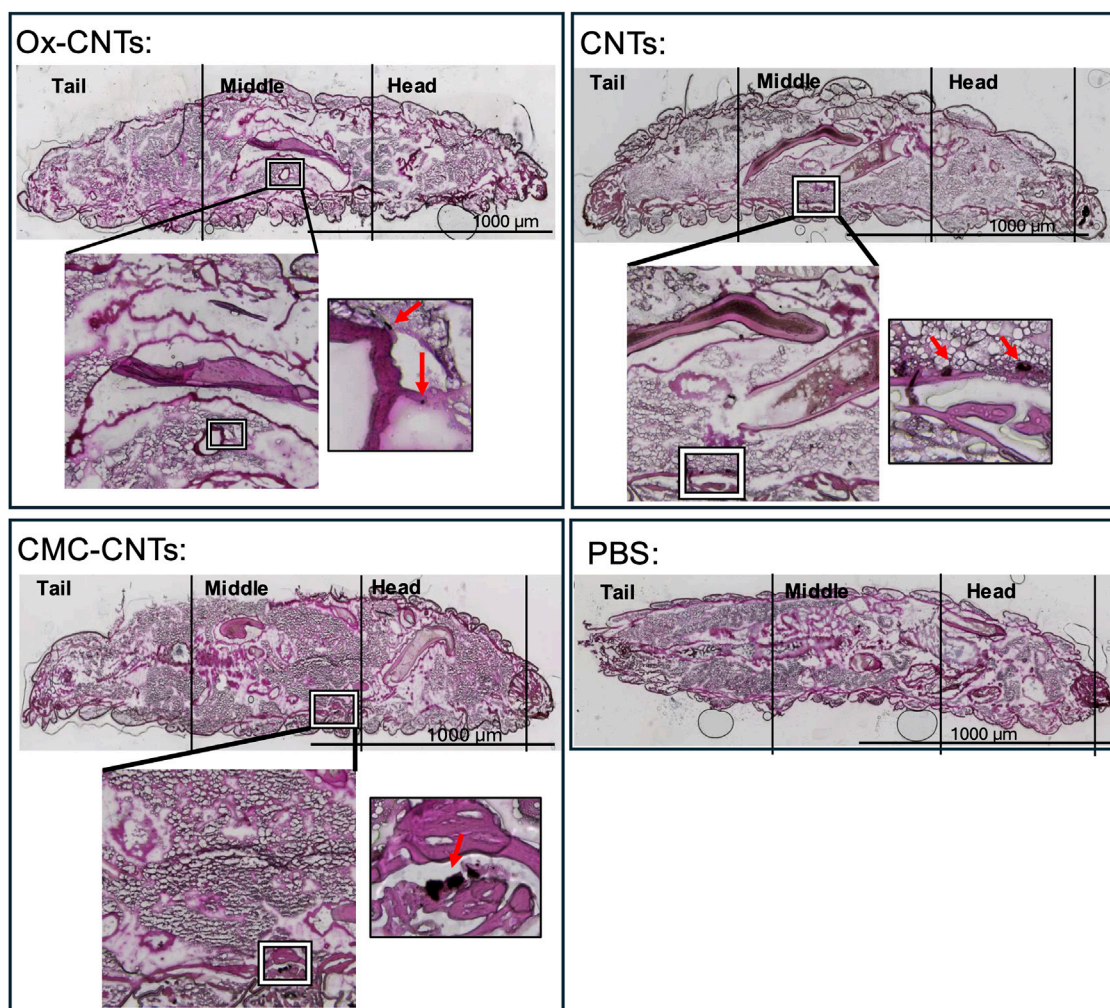 Ox-CNTs:
Tail Middle Head
1000 µm
CNTs:
Tail Middle Head
1000 µm
CMC-CNTs:
Tail Middle Head
1000 µm
PBS:
Tail Middle Head
1000 µm